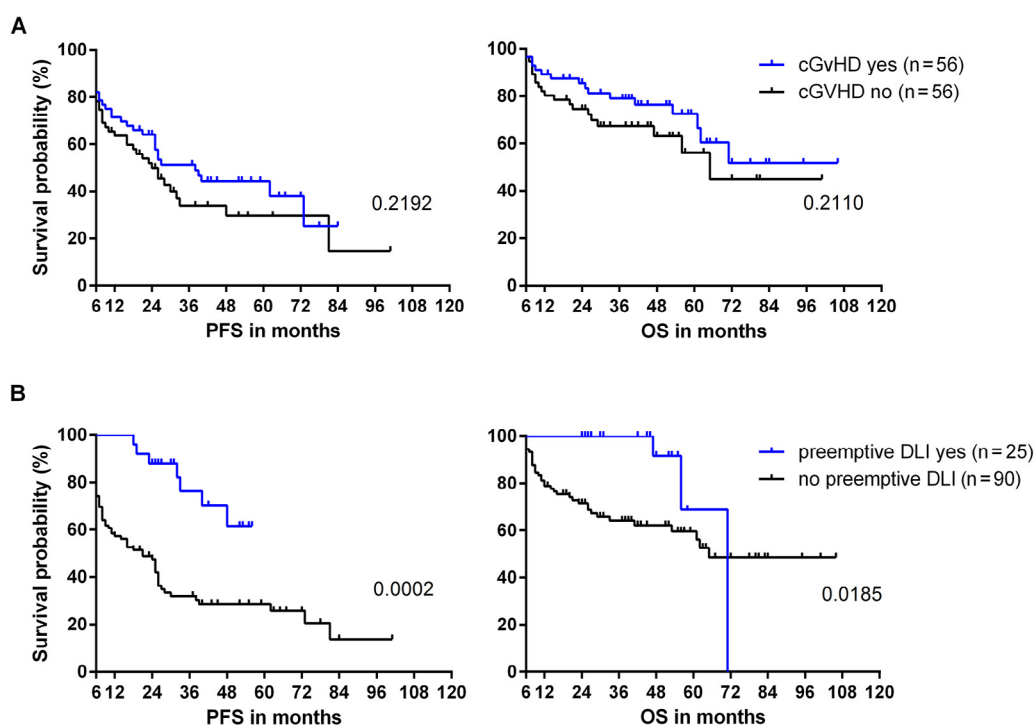 A
Survival probability (%)
100
80
60
40
20
0
6 12 24 36 48 60 72 84 96 108 120
PFS in months
0.2192
100
80
60
40
20
0
6 12 24 36 48 60 72 84 96 108 120
OS in months
0.2110
cGvHD yes (n=56)
cGVHD no (n=56)
B
Survival probability (%)
100
80
60
40
20
0
6 12 24 36 48 60 72 84 96 108 120
PFS in months
0.0002
100
80
60
40
20
0
6 12 24 36 48 60 72 84 96 108 120
OS in months
0.0185
preemptive DLI yes (n=25)
no preemptive DLI (n=90)